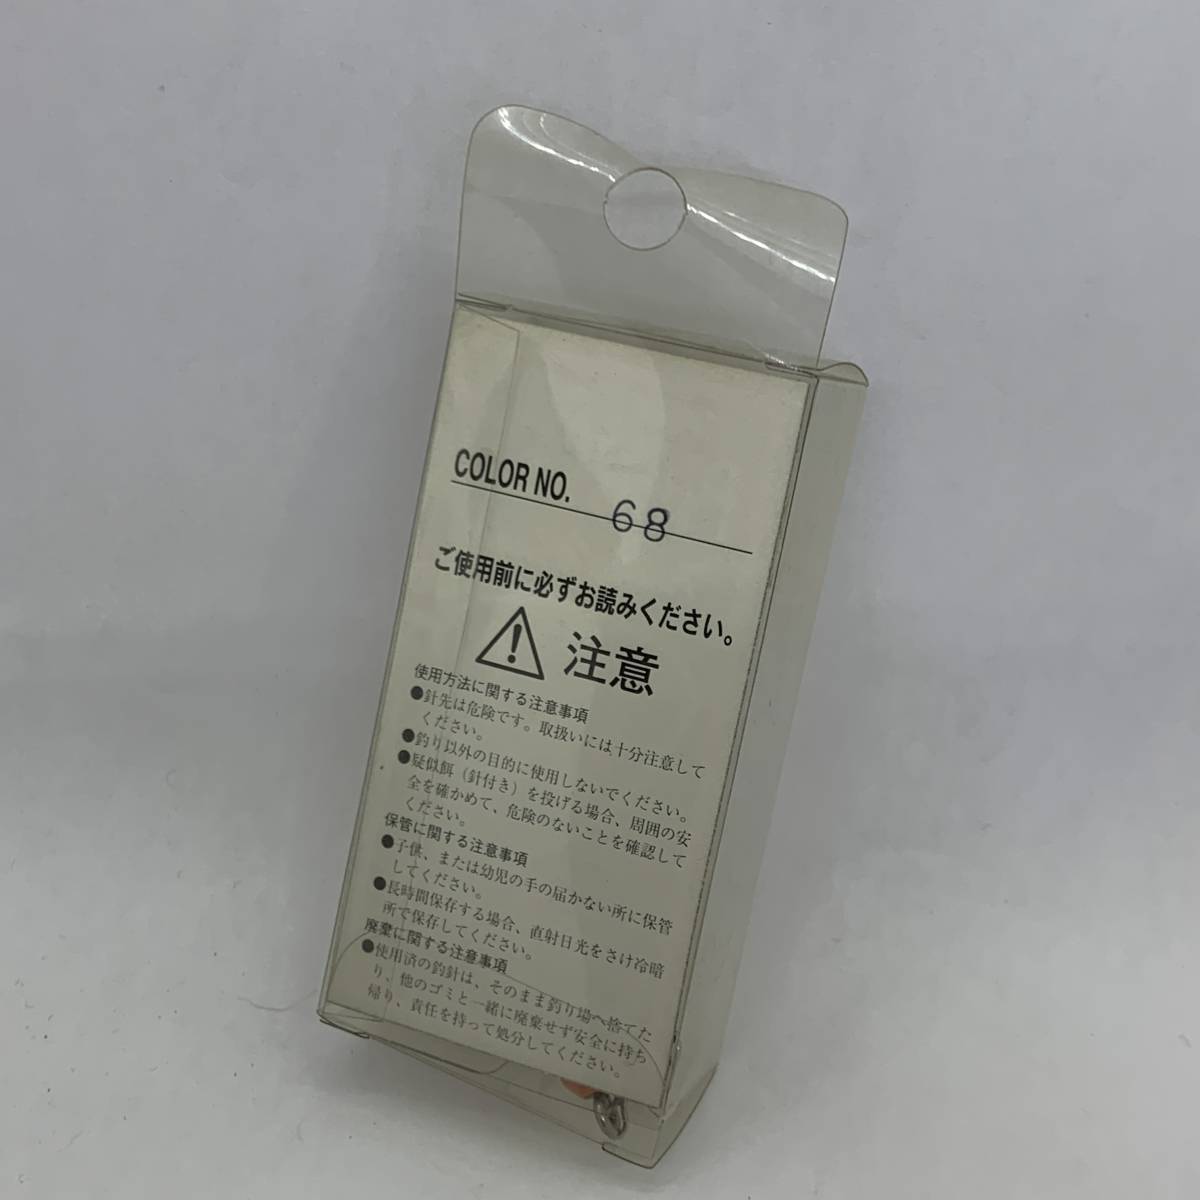 COLOR NO. 68
ご使用前に必ずお読みください。
注意
使用方法に関する注意事項
●針先は危険です。取扱いには十分注意して
ください。
●釣り以外の目的に使用しないでください。
●疑似餌（針付き）を投げる場合、周囲の安
全を確かめて、危険のないことを確認して
ください。
保管に関する注意事項
●子供、または幼児の手の届かない所に保管
してください。
●長時間保存する場合、直射日光をさけ冷暗
所で保存してください。
廃棄に関する注意事項
●使用済の釣針は、そのまま釣り場へ捨てた
り、他のゴミと一緒に廃棄せず安全に持ち
帰り、責任を持って処分してください。